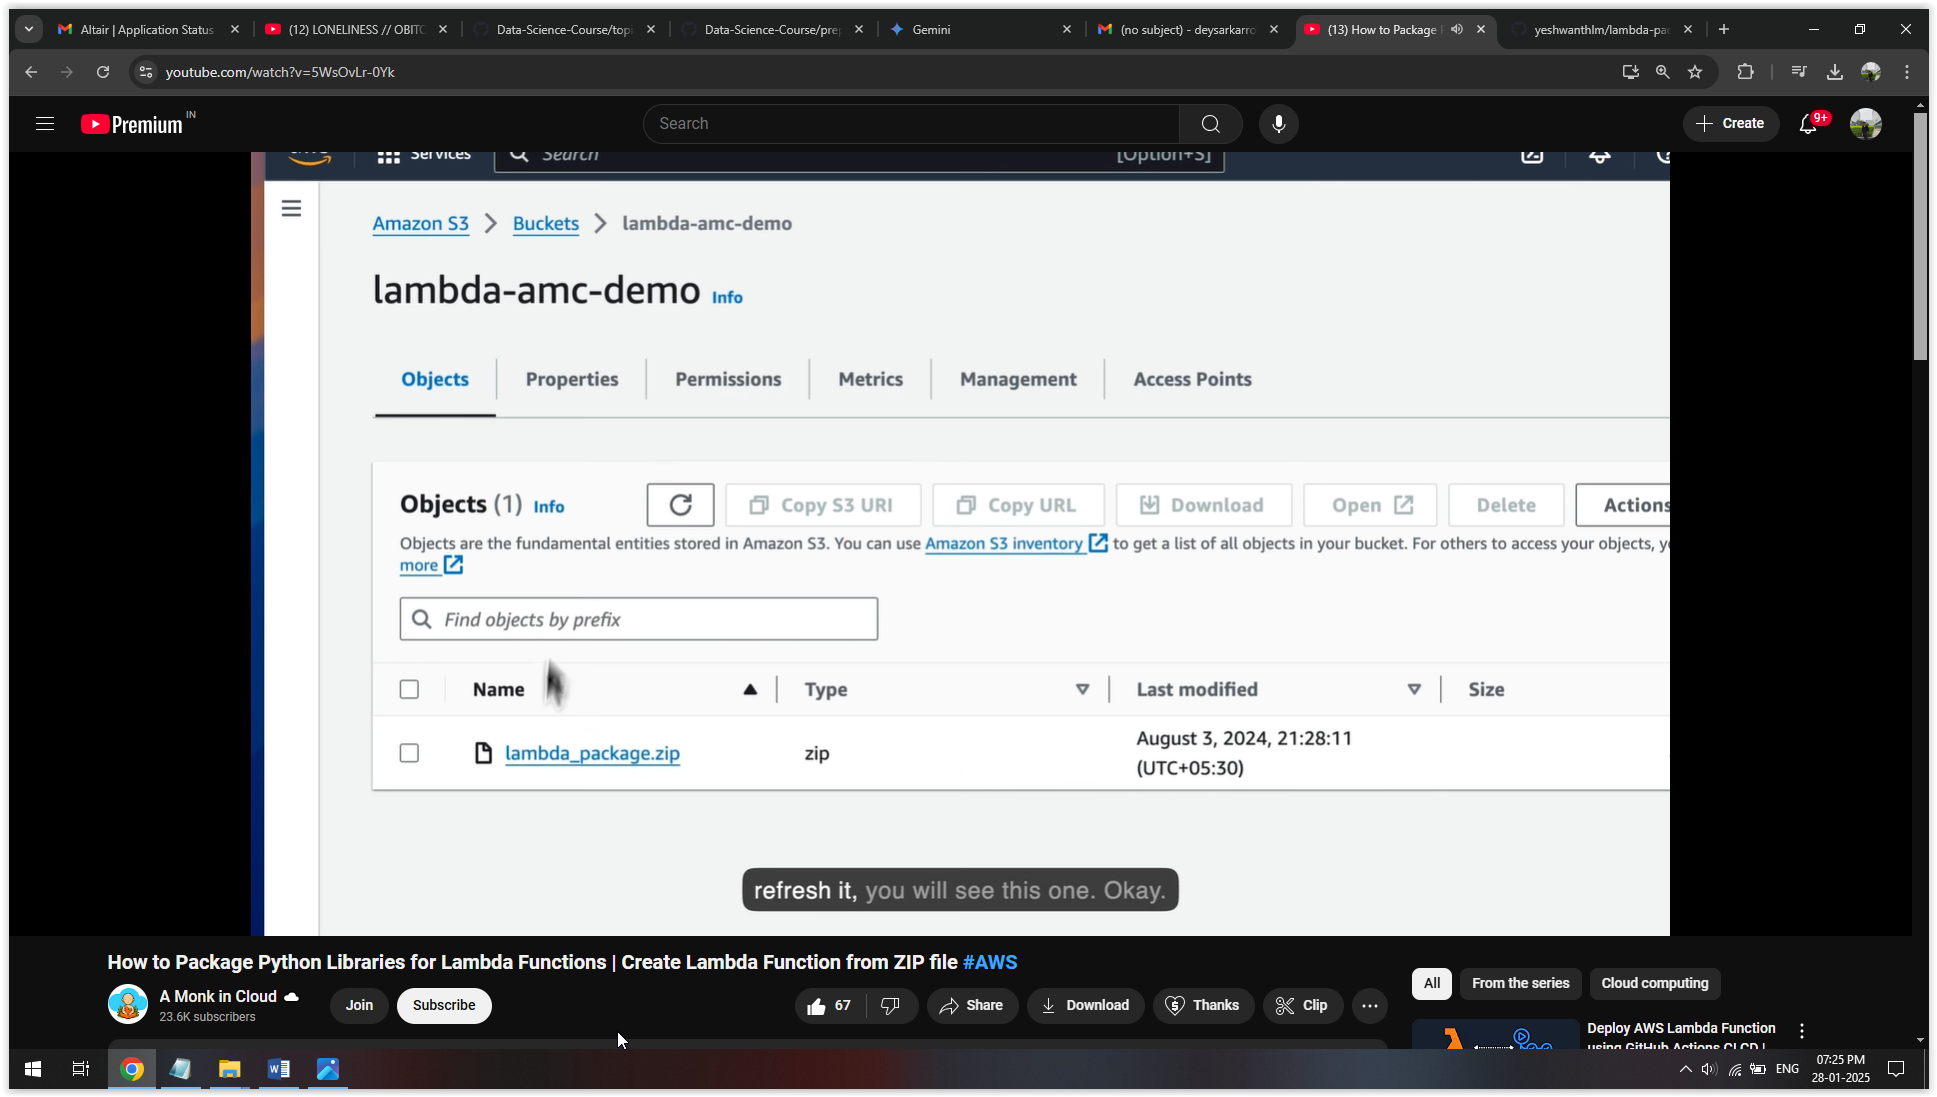 Altair | Application Status
(12) LONELINESS // OBITO
Data-Science-Course/topi
Data-Science-Course/prep
Gemini
(no subject) - deysarkarro
(13) How to Package
yeshwanthlm/lambda-pac
youtube.com/watch?v=5WsOvLr-0Yk
Premium IN
Search
Create
9+
Services
Search
[Option+S]
Amazon S3
Buckets
lambda-amc-demo
lambda-amc-demo Info
Objects
Properties
Permissions
Metrics
Management
Access Points
Objects (1) Info
Copy S3 URI
Copy URL
Download
Open
Delete
Actions
Objects are the fundamental entities stored in Amazon S3. You can use Amazon S3 inventory to get a list of all objects in your bucket. For others to access your objects,
more
Find objects by prefix
Name
Type
Last modified
Size
lambda_package.zip
zip
August 3, 2024, 21:28:11
(UTC+05:30)
refresh it, you will see this one. Okay.
How to Package Python Libraries for Lambda Functions | Create Lambda Function from ZIP file #AWS
A Monk in Cloud
23.6K subscribers
Join
Subscribe
67
Share
Download
Thanks
Clip
All
From the series
Cloud computing
Deploy AWS Lambda Function
using GitHub Actions CI CD |
ENG
07:25 PM
28-01-2025